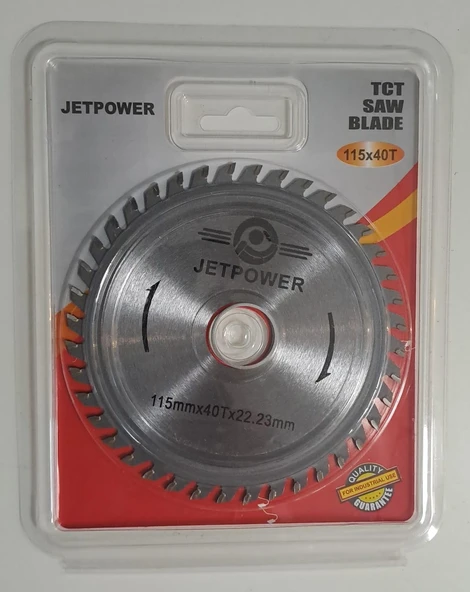 JETPOWER
TCT
SAW
BLADE
115x40T
JETPOWER
115mmx40Tx22.23mm
QUALITY
FOR INDUSTRIAL USE
GUARANTEE